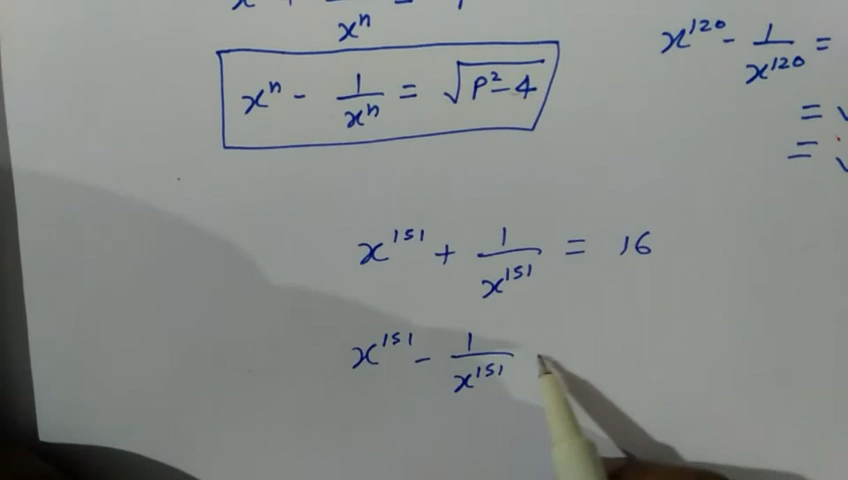 xⁿ
xⁿ - 1/xⁿ = √(P²-4)
x¹²⁰ - 1/x¹²⁰ =
=
=
x¹⁵¹ + 1/x¹⁵¹ = 16
x¹⁵¹ - 1/x¹⁵¹